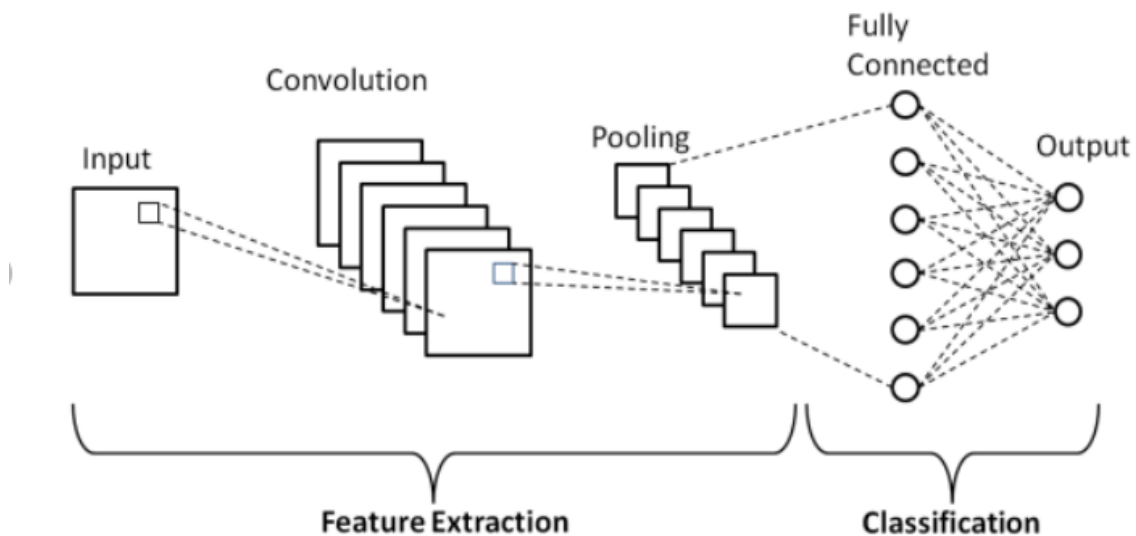 Input
Convolution
Pooling
Fully
Connected
Output
Feature Extraction
Classification